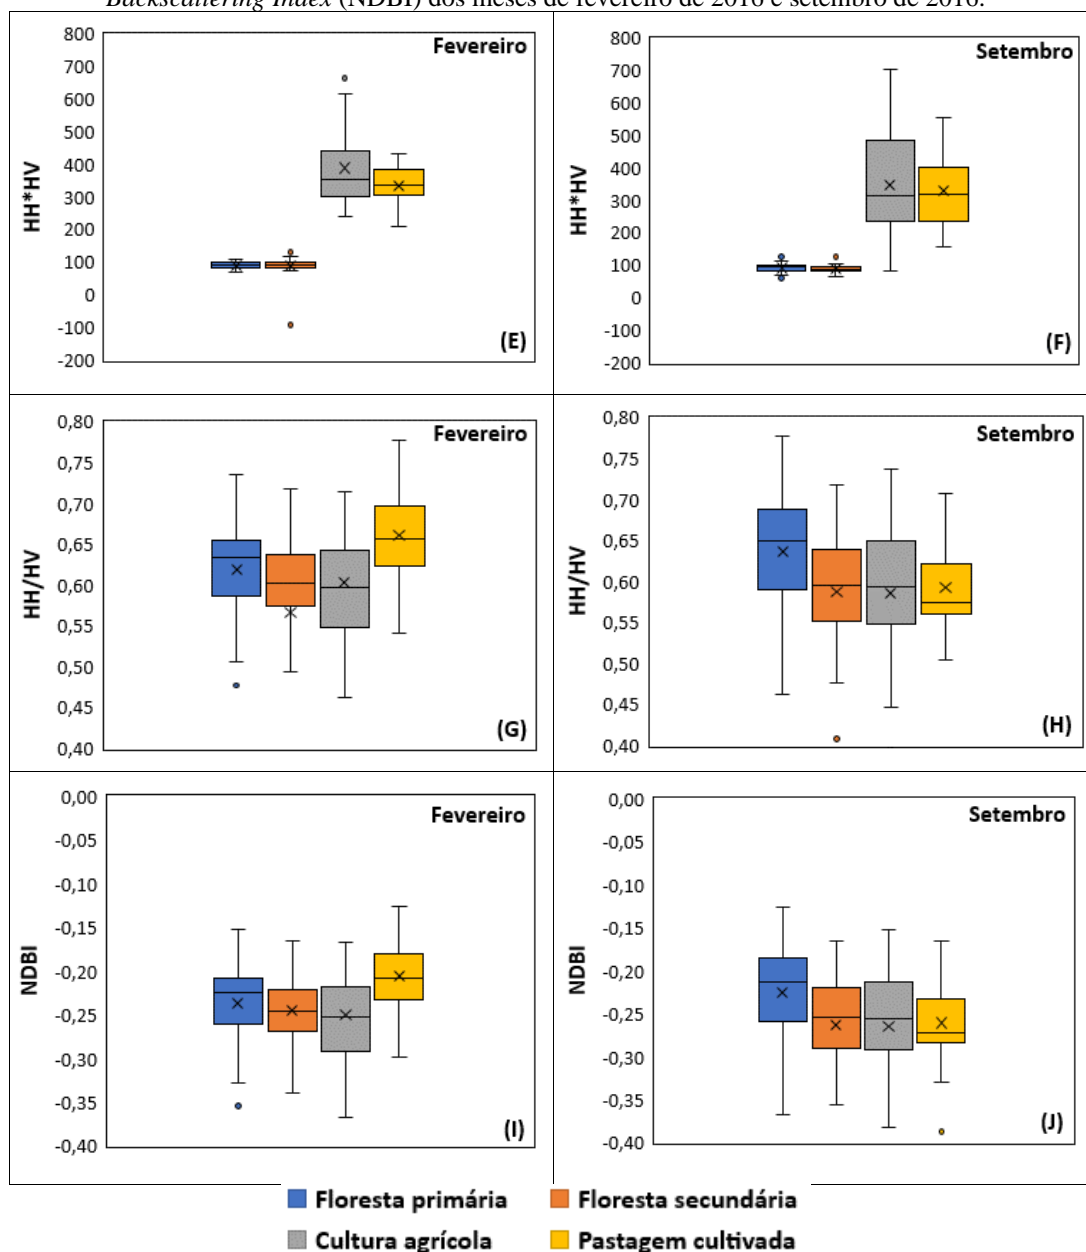 Backscattering Index (NDBI) dos meses de fevereiro de 2016 e setembro de 2016.
800
700
600
500
400
300
200
100
0
-100
-200
HH*HV
Fevereiro
(E)
800
700
600
500
400
300
200
100
0
-100
-200
HH*HV
Setembro
(F)
0,80
0,75
0,70
0,65
0,60
0,55
0,50
0,45
0,40
HH/HV
Fevereiro
(G)
0,80
0,75
0,70
0,65
0,60
0,55
0,50
0,45
0,40
HH/HV
Setembro
(H)
0,00
-0,05
-0,10
-0,15
-0,20
-0,25
-0,30
-0,35
-0,40
NDBI
Fevereiro
(I)
0,00
-0,05
-0,10
-0,15
-0,20
-0,25
-0,30
-0,35
-0,40
NDBI
Setembro
(J)
Floresta primária
Floresta secundária
Cultura agrícola
Pastagem cultivada